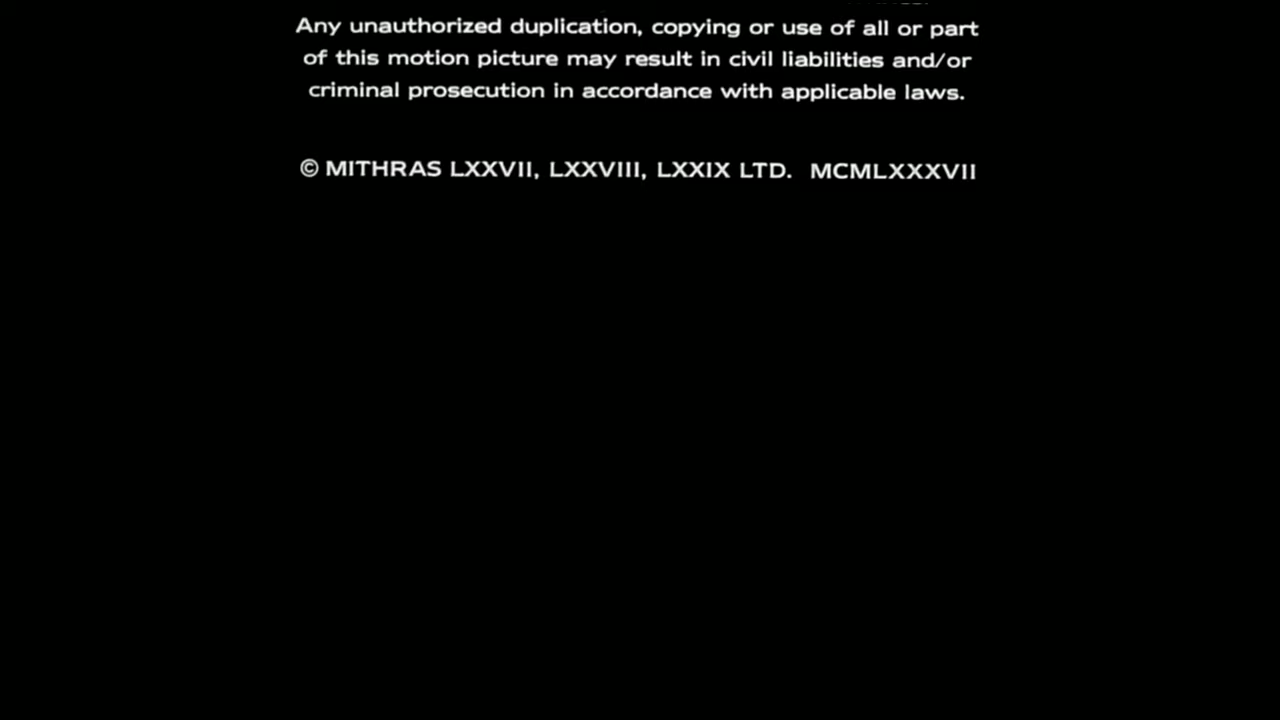 Any unauthorized duplication, copying or use of all or part
of this motion picture may result in civil liabilities and/or
criminal prosecution in accordance with applicable laws.
© MITHRAS LXXVII, LXXVIII, LXXIX LTD. MCMLXXXVII